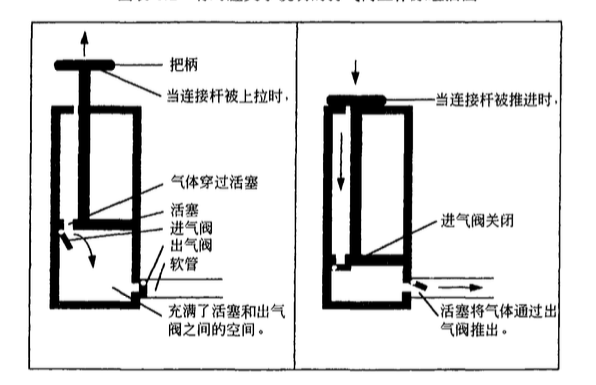 把柄
当连接杆被上拉时,
气体穿过活塞
活塞
进气阀
出气阀
软管
充满了活塞和出气
阀之间的空间。
当连接杆被推进时,
进气阀关闭
活塞将气体通过出
气阀推出。